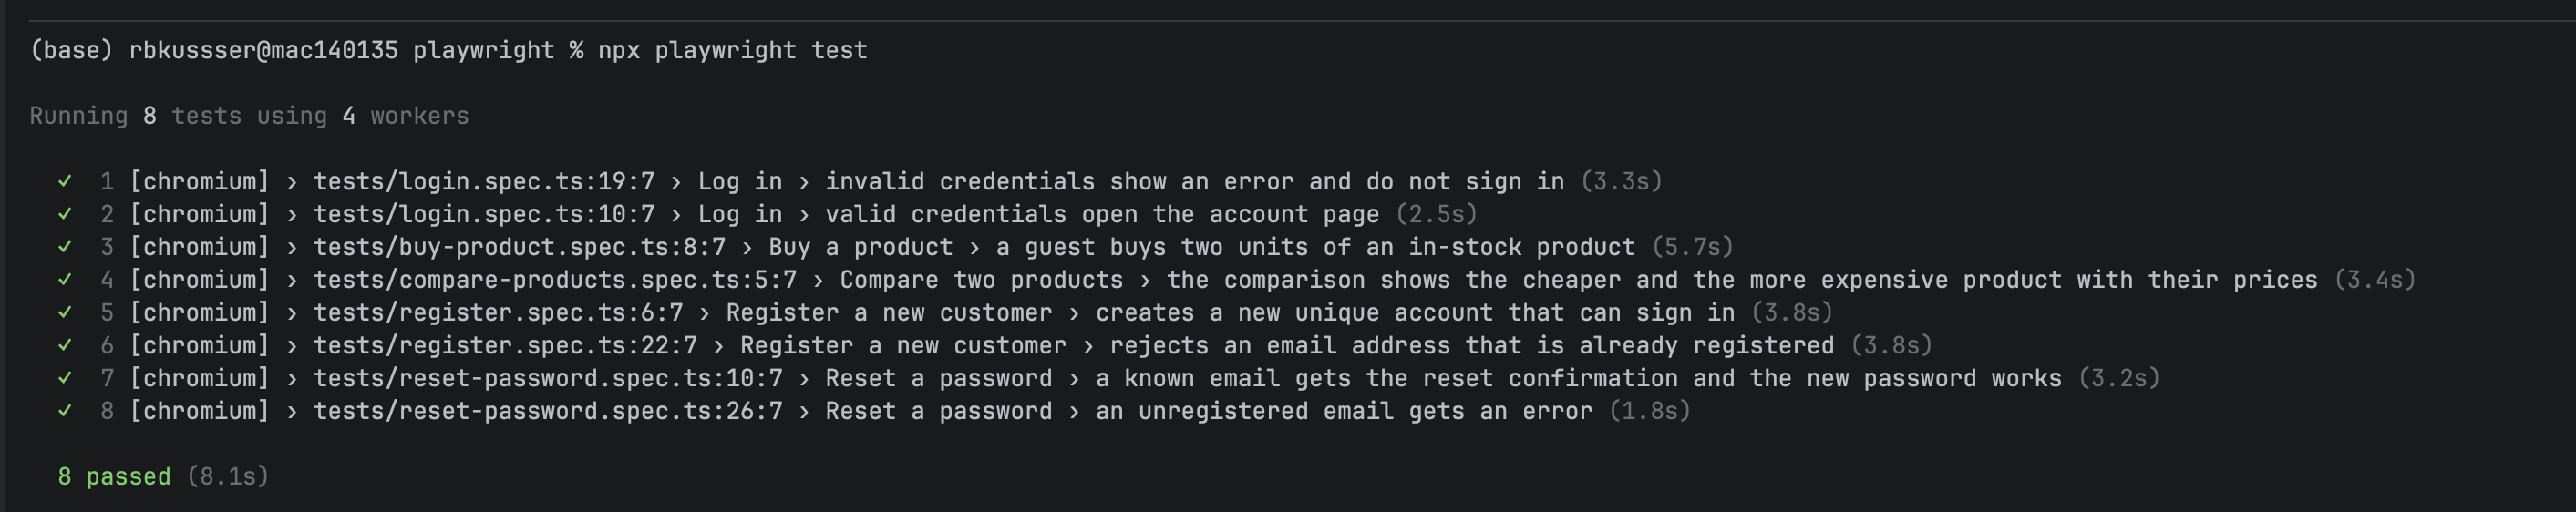 (base) rbkussser@mac140135 playwright % npx playwright test
Running 8 tests using 4 workers
✓ 1 [chromium] › tests/login.spec.ts:19:7 › Log in › invalid credentials show an error and do not sign in (3.3s)
✓ 2 [chromium] › tests/login.spec.ts:10:7 › Log in › valid credentials open the account page (2.5s)
✓ 3 [chromium] › tests/buy-product.spec.ts:8:7 › Buy a product › a guest buys two units of an in-stock product (5.7s)
✓ 4 [chromium] › tests/compare-products.spec.ts:5:7 › Compare two products › the comparison shows the cheaper and the more expensive product with their prices (3.4s)
✓ 5 [chromium] › tests/register.spec.ts:6:7 › Register a new customer › creates a new unique account that can sign in (3.8s)
✓ 6 [chromium] › tests/register.spec.ts:22:7 › Register a new customer › rejects an email address that is already registered (3.8s)
✓ 7 [chromium] › tests/reset-password.spec.ts:10:7 › Reset a password › a known email gets the reset confirmation and the new password works (3.2s)
✓ 8 [chromium] › tests/reset-password.spec.ts:26:7 › Reset a password › an unregistered email gets an error (1.8s)
8 passed (8.1s)